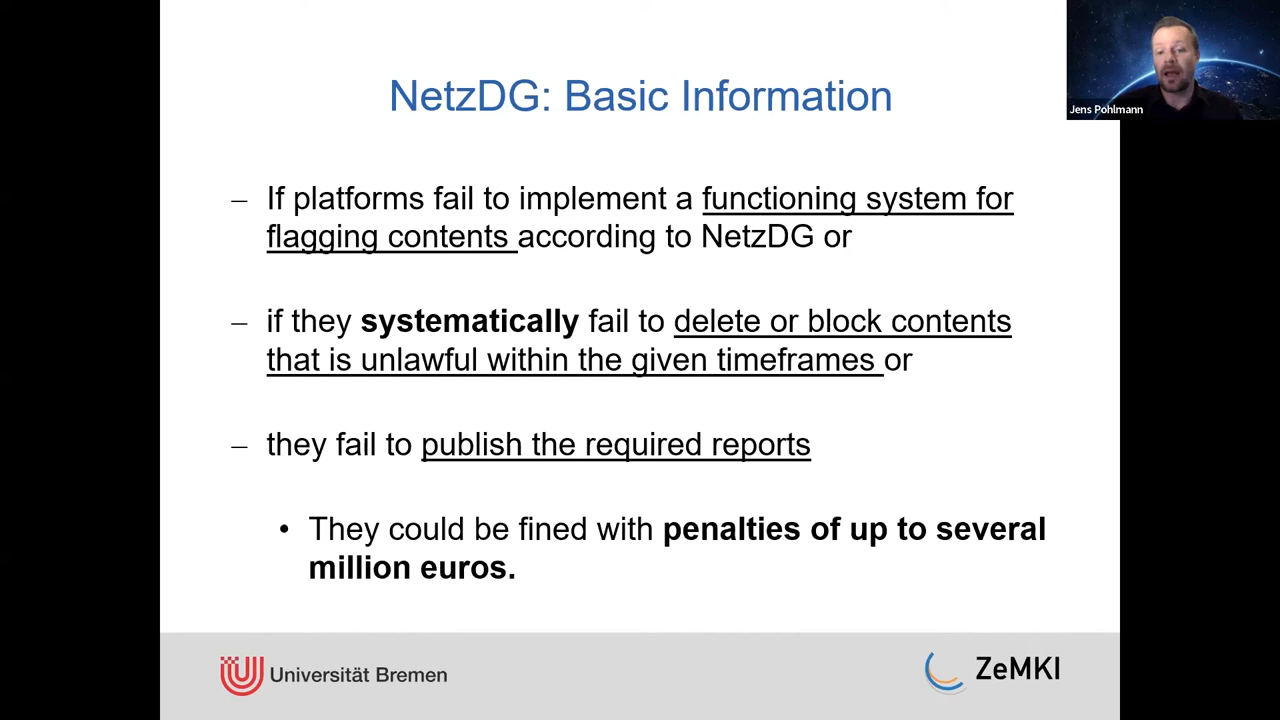 NetzDG: Basic Information
Jens Pohlmann
– If platforms fail to implement a functioning system for
flagging contents according to NetzDG or
– if they systematically fail to delete or block contents
that is unlawful within the given timeframes or
– they fail to publish the required reports
• They could be fined with penalties of up to several
million euros.
Universität Bremen
ZeMKI